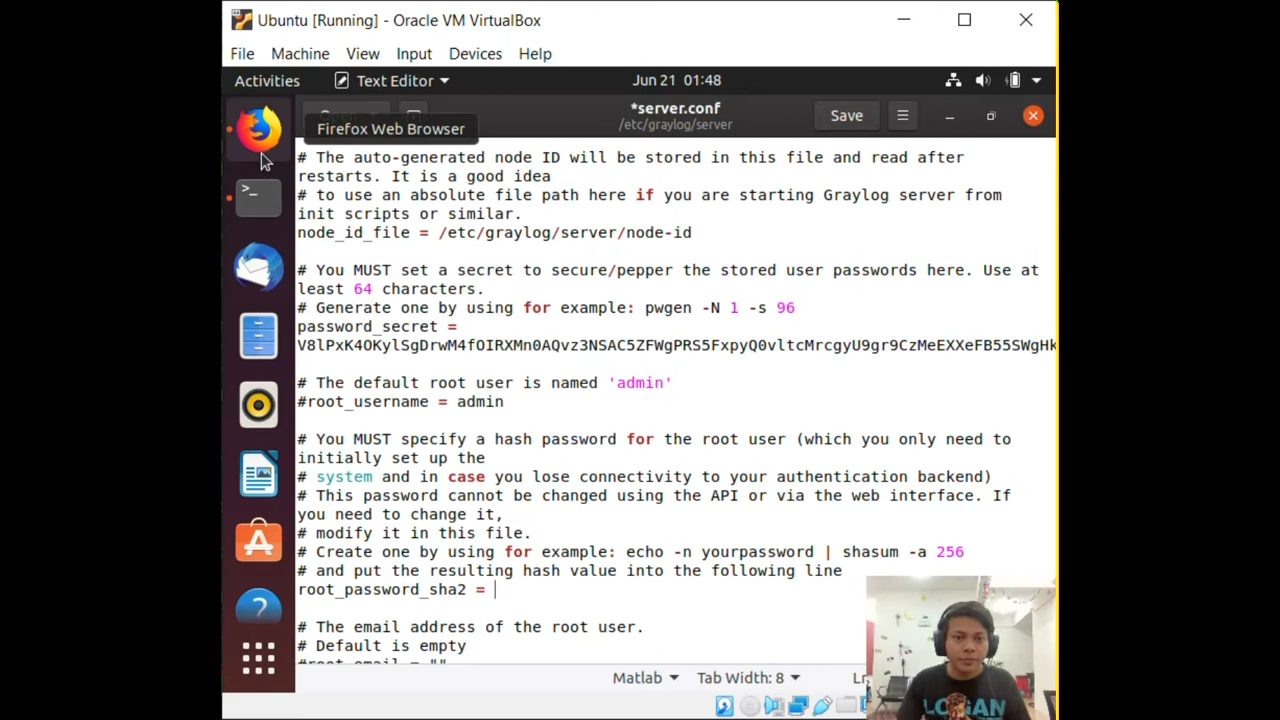 Ubuntu [Running] - Oracle VM VirtualBox
File Machine View Input Devices Help
Activities Text Editor Jun 21 01:48
Open *server.conf Save
/etc/graylog/server
Firefox Web Browser
# The auto-generated node ID will be stored in this file and read after
restarts. It is a good idea
# to use an absolute file path here if you are starting Graylog server from
init scripts or similar.
node_id_file = /etc/graylog/server/node-id
# You MUST set a secret to secure/pepper the stored user passwords here. Use at
least 64 characters.
# Generate one by using for example: pwgen -N 1 -s 96
password_secret =
V8lPxK4OKylSgDrwM4fOIRXMn0AQvz3NSAC5ZFWgPRS5FxpyQ0vltcMrcgyU9gr9CzMeEXXeFB55SWgHk
# The default root user is named 'admin'
#root_username = admin
# You MUST specify a hash password for the root user (which you only need to
initially set up the
# system and in case you lose connectivity to your authentication backend)
# This password cannot be changed using the API or via the web interface. If
you need to change it,
# modify it in this file.
# Create one by using for example: echo -n yourpassword | shasum -a 256
# and put the resulting hash value into the following line
root_password_sha2 =
# The email address of the root user.
# Default is empty
#root_email = ""
Matlab Tab Width: 8
LOGAN